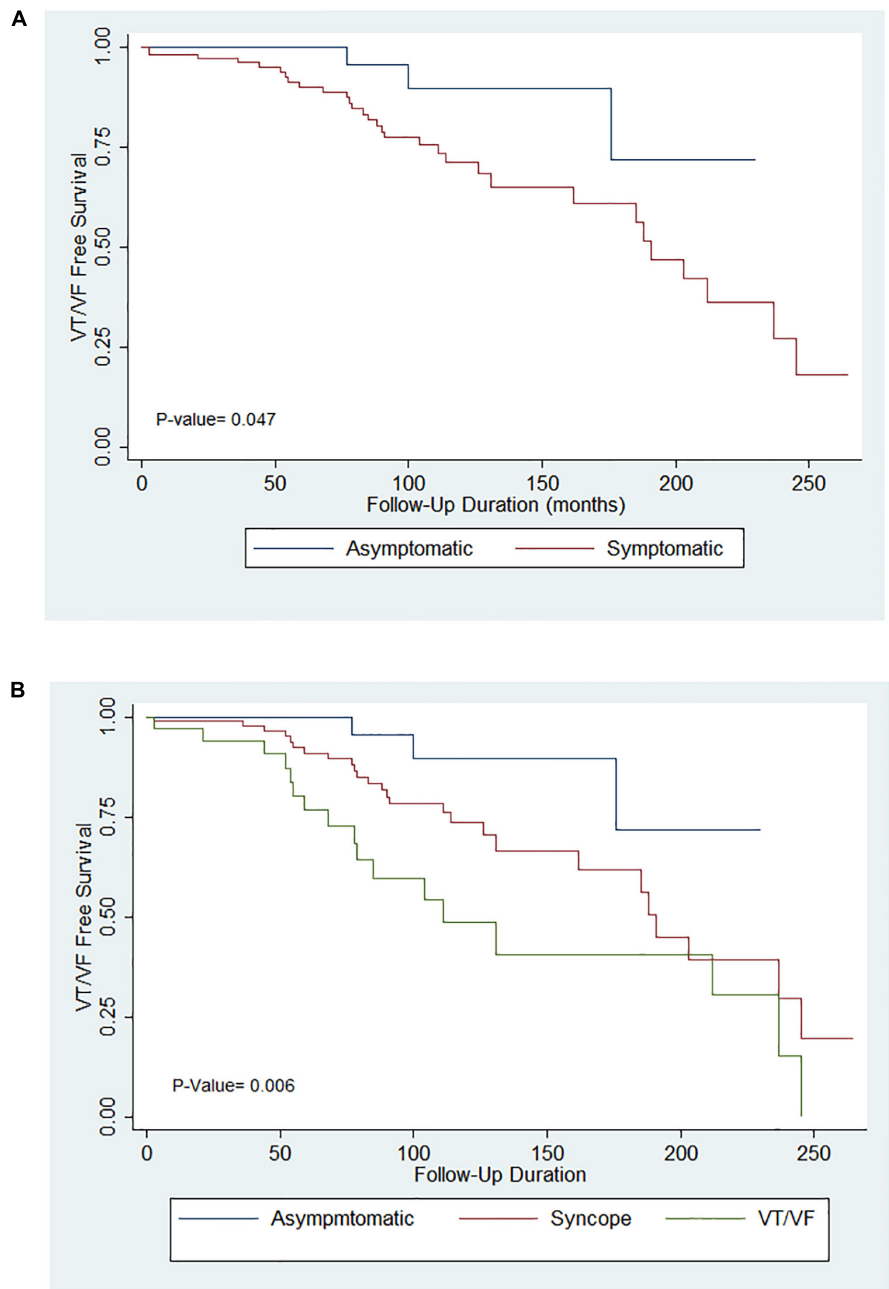 A
VT/VF Free Survival
1.00
0.75
0.50
0.25
0.00
P-value= 0.047
0 50 100 150 200 250
Follow-Up Duration (months)
Asymptomatic Symptomatic
B
VT/VF Free Survival
1.00
0.75
0.50
0.25
0.00
P-Value= 0.006
0 50 100 150 200 250
Follow-Up Duration
Asympmtomatic Syncope VT/VF